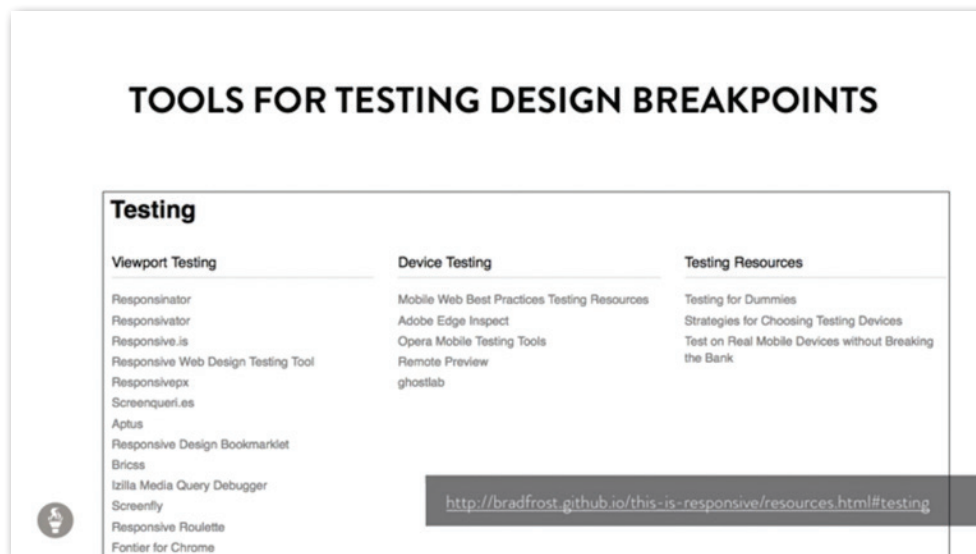 TOOLS FOR TESTING DESIGN BREAKPOINTS
Testing
Viewport Testing
Responsinator
Responsivator
Responsive.is
Responsive Web Design Testing Tool
Responsivepx
Screenqueri.es
Aptus
Responsive Design Bookmarklet
Bricss
Izilla Media Query Debugger
Screenfly
Responsive Roulette
Fontier for Chrome
Device Testing
Mobile Web Best Practices Testing Resources
Adobe Edge Inspect
Opera Mobile Testing Tools
Remote Preview
ghostlab
Testing Resources
Testing for Dummies
Strategies for Choosing Testing Devices
Test on Real Mobile Devices without Breaking
the Bank
http://bradfrost.github.io/this-is-responsive/resources.html#testing